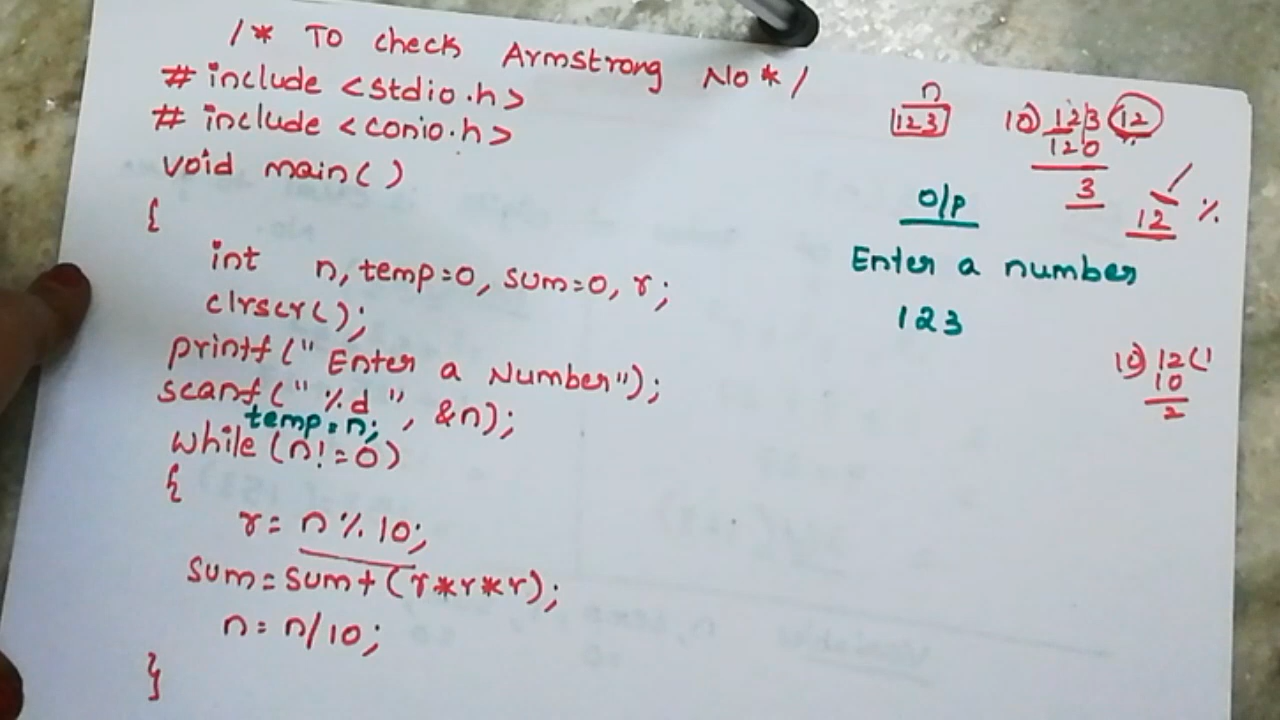 /* To check Armstrong No */
# include <stdio.h>
# include <conio.h>
void main()
{
int n, temp=0, sum=0, r;
clrscr();
printf(" Enter a Number");
scanf(" %d ", &n);
temp=n;
while (n!=0)
{
r= n % 10;
sum=sum+(r*r*r);
n= n/10;
}
n
123
10) 123 (12
120
3
/
12 %
O/P
Enter a number
123
10) 12 (1
10
2